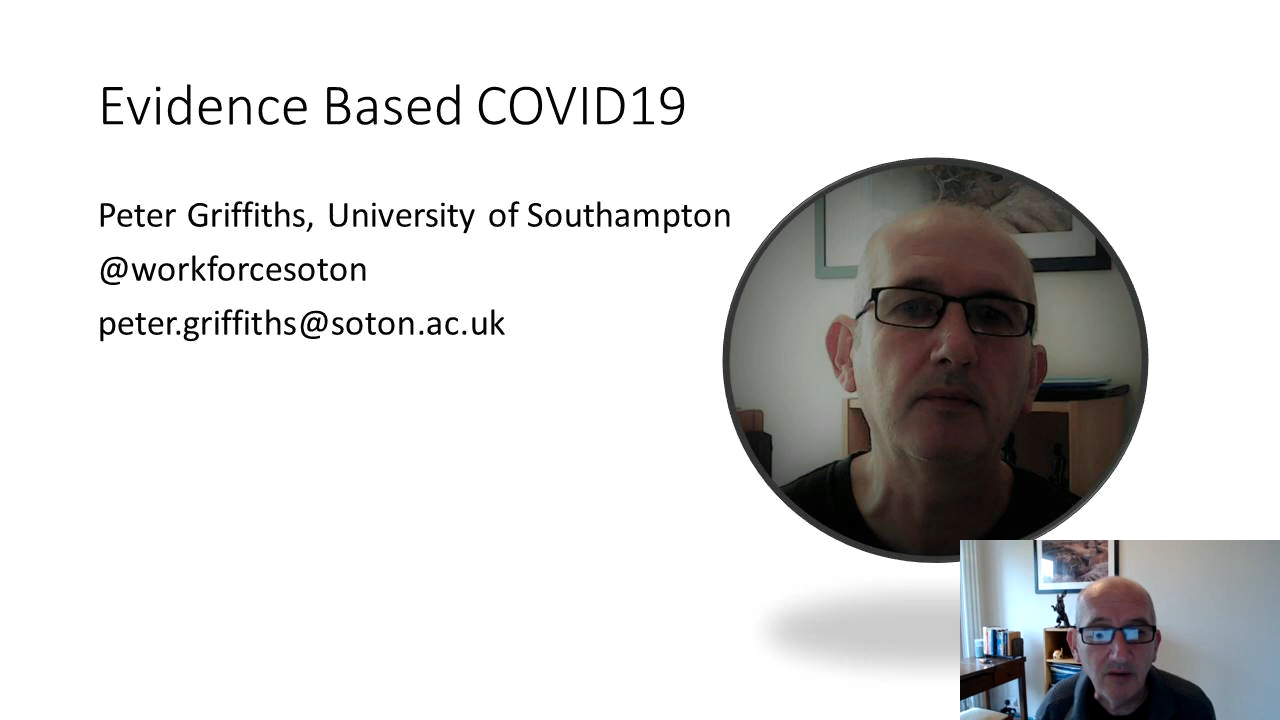 Evidence Based COVID19
Peter Griffiths, University of Southampton
@workforcesoton
peter.griffiths@soton.ac.uk